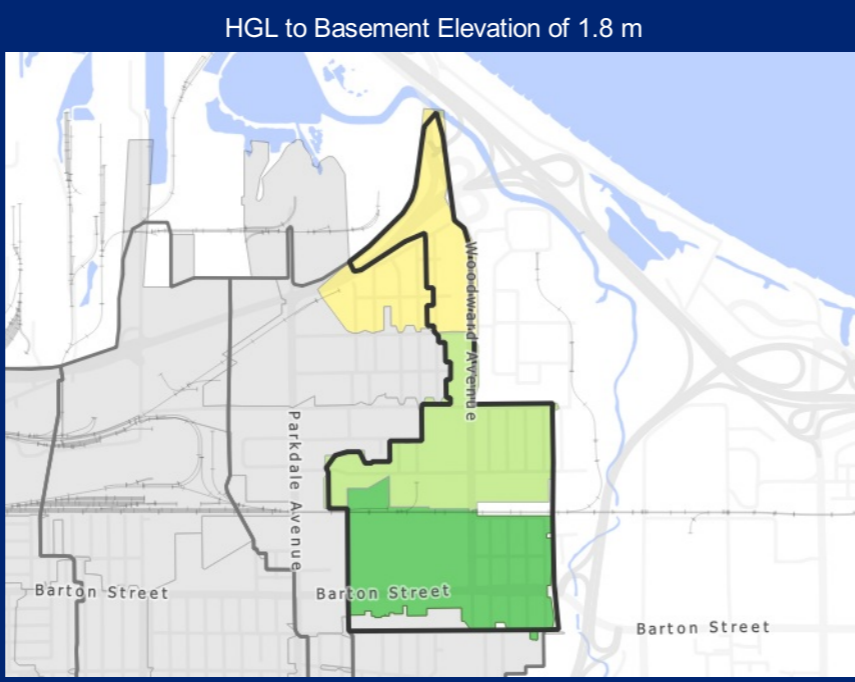 HGL to Basement Elevation of 1.8 m
Woodward Avenue
Parkdale Avenue
Barton Street
Barton Street
Barton Street